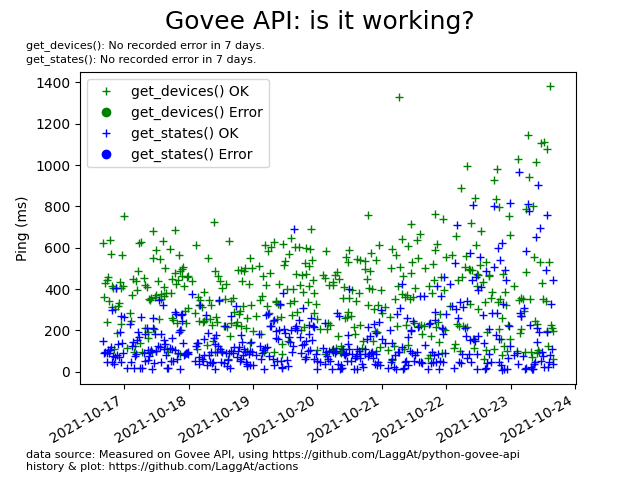 Govee API: is it working?
get_devices(): No recorded error in 7 days.
get_states(): No recorded error in 7 days.
get_devices() OK
get_devices() Error
get_states() OK
get_states() Error
Ping (ms)
1400
1200
1000
800
600
400
200
0
2021-10-17
2021-10-18
2021-10-19
2021-10-20
2021-10-21
2021-10-22
2021-10-23
2021-10-24
data source: Measured on Govee API, using https://github.com/LaggAt/python-govee-api
history & plot: https://github.com/LaggAt/actions